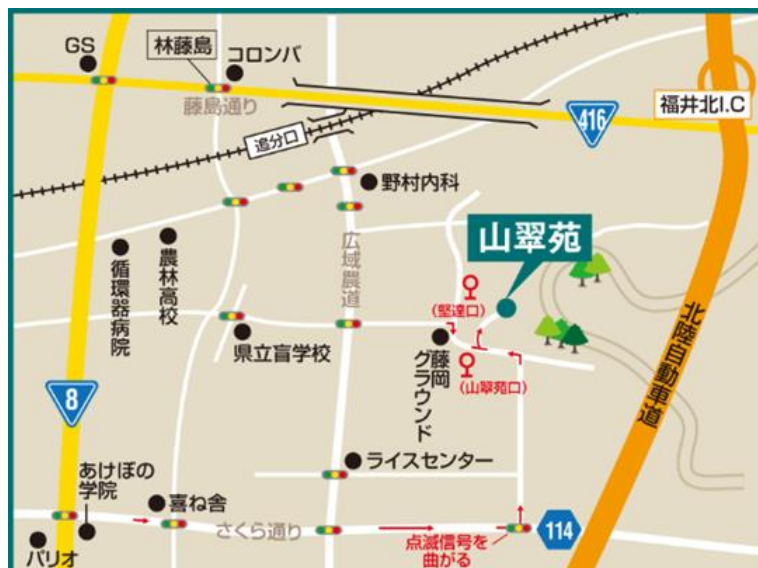 GS
林藤島
コロンバ
藤島通り
416
福井北I.C
追分口
野村内科
山翠苑
広域農道
農林高校
循環器病院
(堅達口)
県立盲学校
藤岡
グラウンド
(山翠苑口)
北陸自動車道
8
あけぼの
学院
ライスセンター
喜ね舎
さくら通り
114
パリオ
点滅信号を
曲がる